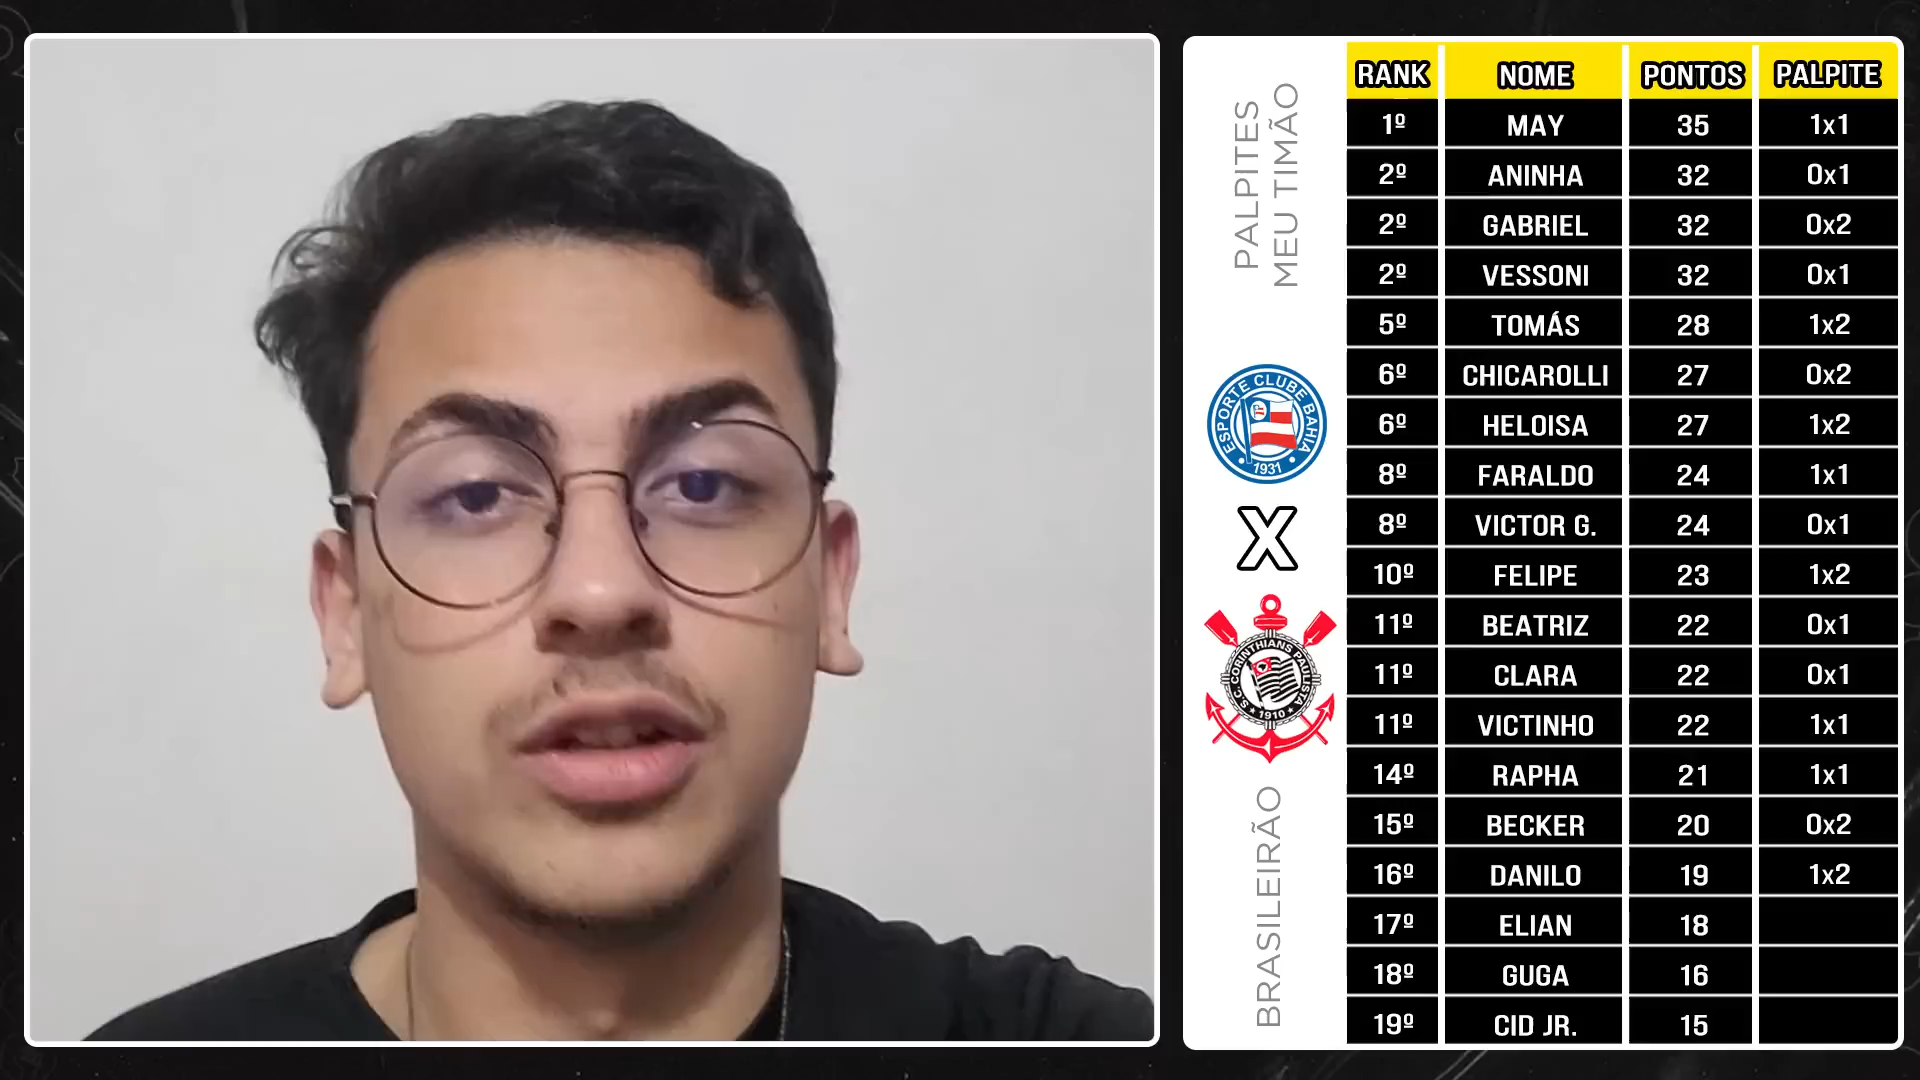 PALPITES
MEU TIMÃO
ESPORTE CLUBE BAHIA
1931
X
S. C. CORINTHIANS PAULISTA
1910
BRASILEIRÃO
RANK NOME PONTOS PALPITE
1º MAY 35 1x1
2º ANINHA 32 0x1
2º GABRIEL 32 0x2
2º VESSONI 32 0x1
5º TOMÁS 28 1x2
6º CHICAROLLI 27 0x2
6º HELOISA 27 1x2
8º FARALDO 24 1x1
8º VICTOR G. 24 0x1
10º FELIPE 23 1x2
11º BEATRIZ 22 0x1
11º CLARA 22 0x1
11º VICTINHO 22 1x1
14º RAPHA 21 1x1
15º BECKER 20 0x2
16º DANILO 19 1x2
17º ELIAN 18
18º GUGA 16
19º CID JR. 15